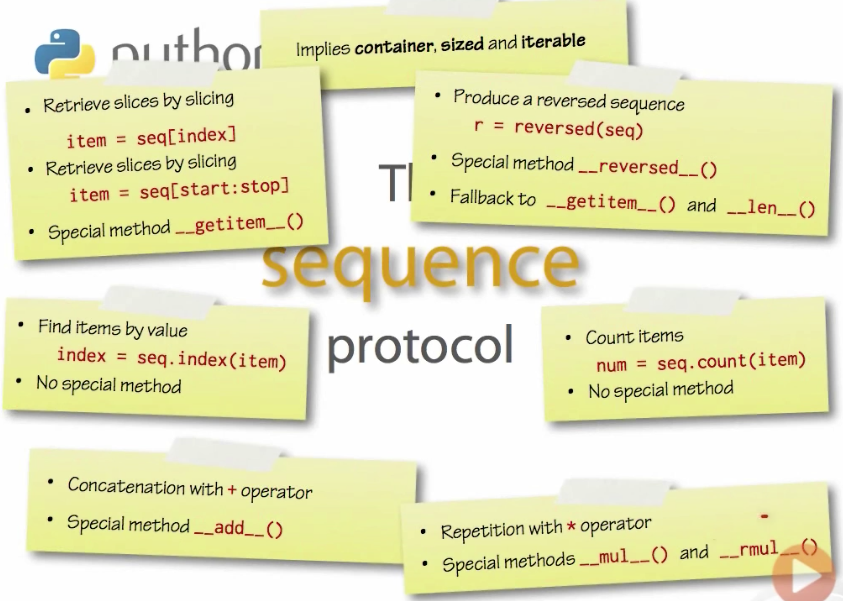 python
Implies container, sized and iterable
• Retrieve slices by slicing
item = seq[index]
• Retrieve slices by slicing
item = seq[start:stop]
• Special method __getitem__()
• Produce a reversed sequence
r = reversed(seq)
• Special method __reversed__()
• Fallback to __getitem__() and __len__()
sequence
protocol
• Find items by value
index = seq.index(item)
• No special method
• Count items
num = seq.count(item)
• No special method
• Concatenation with + operator
• Special method __add__()
• Repetition with * operator
• Special methods __mul__() and __rmul__()